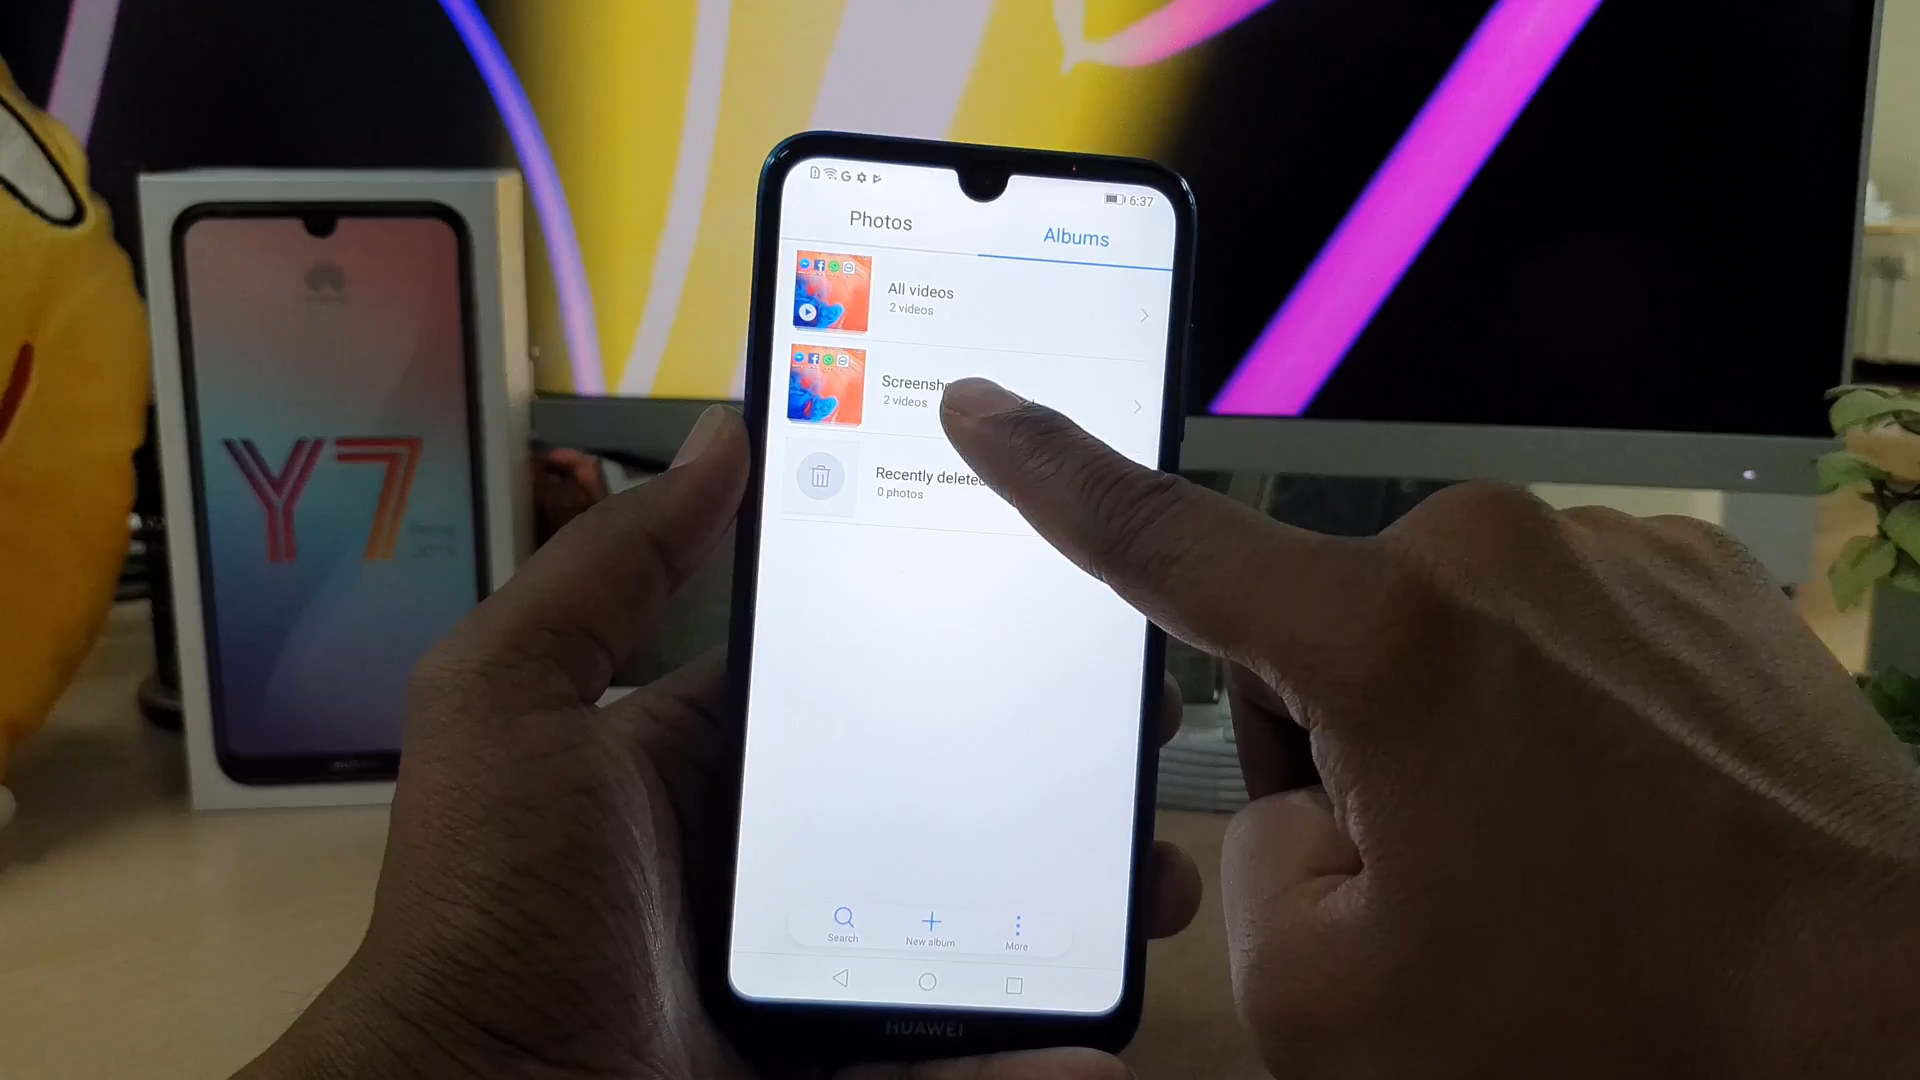 6:37
Photos
Albums
All videos
2 videos
2 videos
Recently deleted
0 photos
Search
New album
More
HUAWEI
Y7